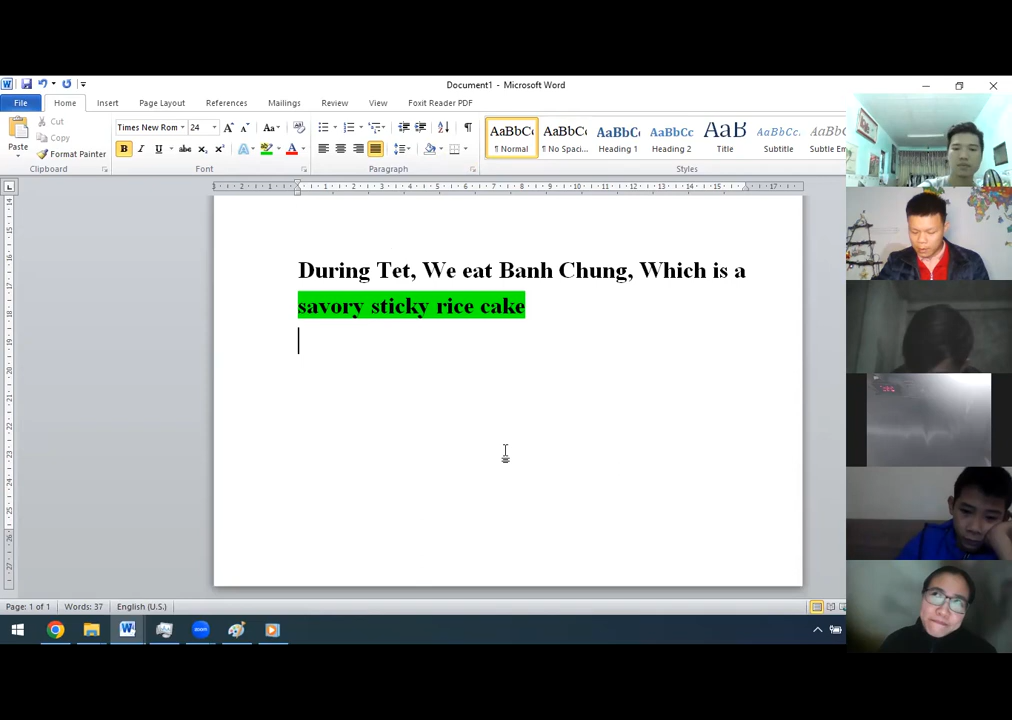 Document1 - Microsoft Word
File Home Insert Page Layout References Mailings Review View Foxit Reader PDF
Paste
Cut
Copy
Format Painter
Clipboard
Times New Rom 24
Font
Paragraph
AaBbCc AaBbCc AaBbCc AaBbCc AaB AaBbCc. AaBbCc
¶ Normal ¶ No Spaci... Heading 1 Heading 2 Title Subtitle Subtle Em
Styles
During Tet, We eat Banh Chung, Which is a
savory sticky rice cake
Page: 1 of 1 Words: 37 English (U.S.)
zoom